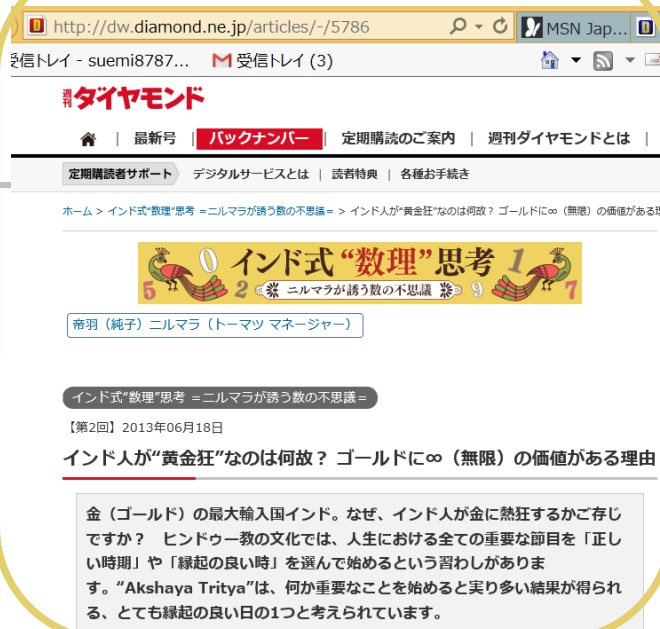 http://dw.diamond.ne.jp/articles/-/5786 MSN Jap...
受信トレイ - suemi8787... 受信トレイ (3)
週刊ダイヤモンド
最新号 | バックナンバー | 定期購読のご案内 | 週刊ダイヤモンドとは |
定期購読者サポート デジタルサービスとは | 読者特典 | 各種お手続き
ホーム > インド式“数理”思考 =ニルマラが誘う数の不思議= > インド人が“黄金狂”なのは何故? ゴールドに∞(無限)の価値がある
0 インド式“数理”思考 1
5 2 ニルマラが誘う数の不思議 9 7
帝羽(純子)ニルマラ(トーマツ マネージャー)
インド式“数理”思考 =ニルマラが誘う数の不思議=
【第2回】2013年06月18日
インド人が“黄金狂”なのは何故? ゴールドに∞(無限)の価値がある理由
金(ゴールド)の最大輸入国インド。なぜ、インド人が金に熱狂するかご存じ
ですか? ヒンドゥー教の文化では、人生における全ての重要な節目を「正し
い時期」や「縁起の良い時」を選んで始めるという習わしがありま
す。“Akshaya Tritya”は、何か重要なことを始めると実り多い結果が得られ
る、とても縁起の良い日の1つと考えられています。